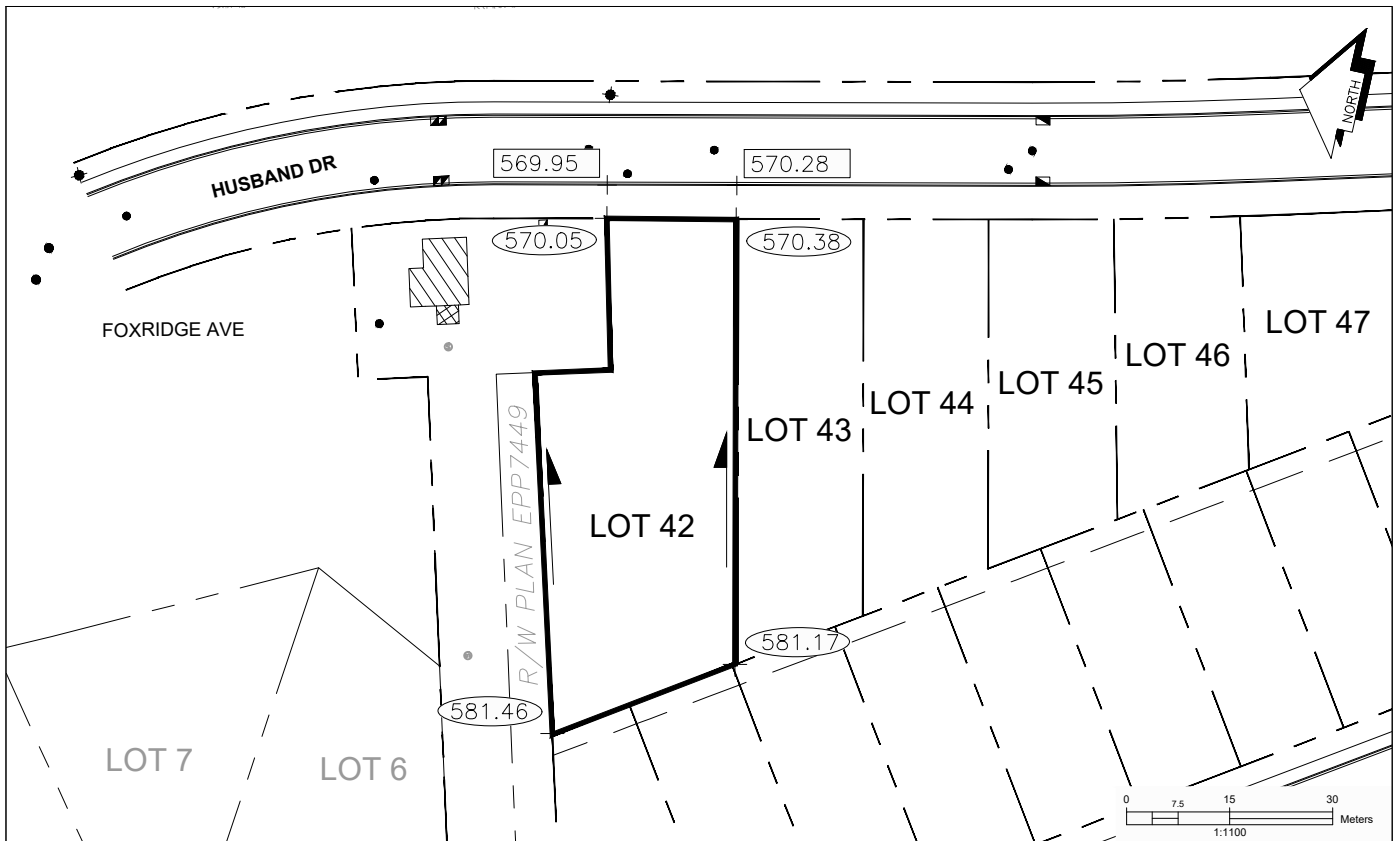 NORTH
HUSBAND DR
569.95
570.28
570.05
570.38
FOXRIDGE AVE
LOT 47
LOT 46
LOT 45
LOT 44
LOT 43
R/W PLAN EPP7449
LOT 42
581.17
581.46
LOT 7
LOT 6
0 7.5 15 30
Meters
1:1100